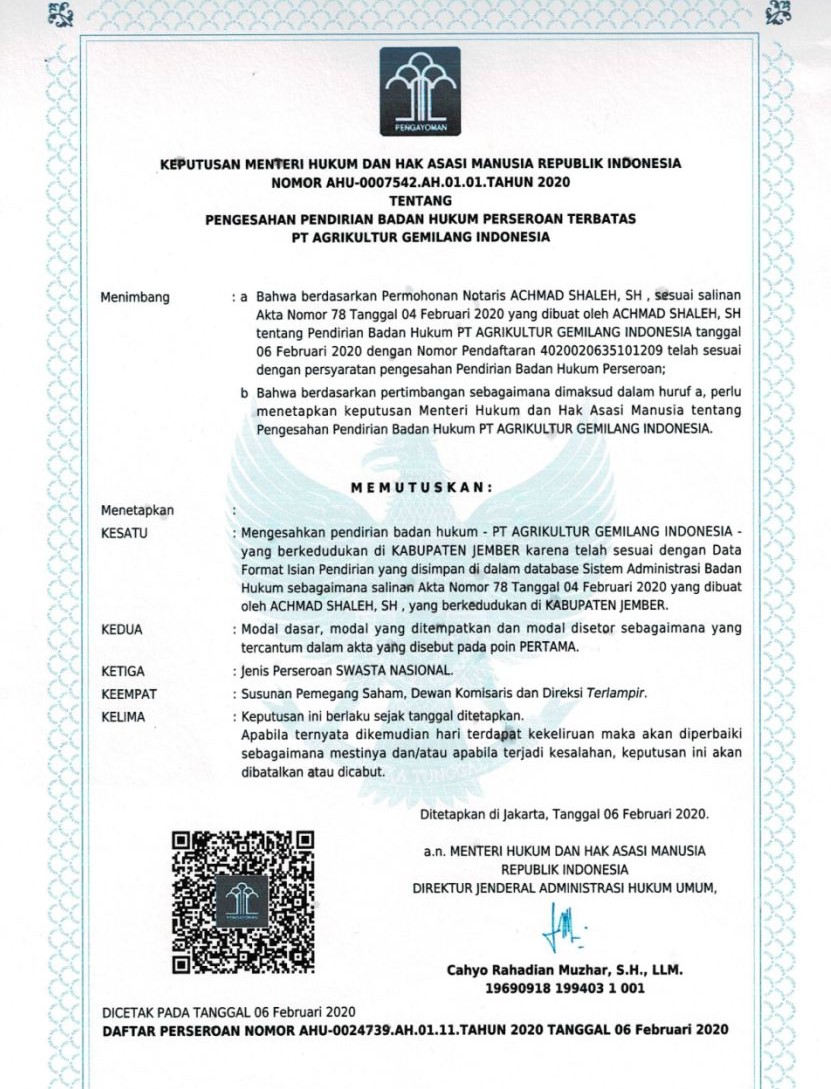 PENGAYOMAN
KEPUTUSAN MENTERI HUKUM DAN HAK ASASI MANUSIA REPUBLIK INDONESIA
NOMOR AHU-0007542.AH.01.01.TAHUN 2020
TENTANG
PENGESAHAN PENDIRIAN BADAN HUKUM PERSEROAN TERBATAS
PT AGRIKULTUR GEMILANG INDONESIA
Menimbang : a Bahwa berdasarkan Permohonan Notaris ACHMAD SHALEH, SH , sesuai salinan
Akta Nomor 78 Tanggal 04 Februari 2020 yang dibuat oleh ACHMAD SHALEH, SH
tentang Pendirian Badan Hukum PT AGRIKULTUR GEMILANG INDONESIA tanggal
06 Februari 2020 dengan Nomor Pendaftaran 4020020635101209 telah sesuai
dengan persyaratan pengesahan Pendirian Badan Hukum Perseroan;
b Bahwa berdasarkan pertimbangan sebagaimana dimaksud dalam huruf a, perlu
menetapkan keputusan Menteri Hukum dan Hak Asasi Manusia tentang
Pengesahan Pendirian Badan Hukum PT AGRIKULTUR GEMILANG INDONESIA.
M E M U T U S K A N :
Menetapkan :
KESATU : Mengesahkan pendirian badan hukum - PT AGRIKULTUR GEMILANG INDONESIA -
yang berkedudukan di KABUPATEN JEMBER karena telah sesuai dengan Data
Format Isian Pendirian yang disimpan di dalam database Sistem Administrasi Badan
Hukum sebagaimana salinan Akta Nomor 78 Tanggal 04 Februari 2020 yang dibuat
oleh ACHMAD SHALEH, SH , yang berkedudukan di KABUPATEN JEMBER.
KEDUA : Modal dasar, modal yang ditempatkan dan modal disetor sebagaimana yang
tercantum dalam akta yang disebut pada poin PERTAMA.
KETIGA : Jenis Perseroan SWASTA NASIONAL.
KEEMPAT : Susunan Pemegang Saham, Dewan Komisaris dan Direksi Terlampir.
KELIMA : Keputusan ini berlaku sejak tanggal ditetapkan.
Apabila ternyata dikemudian hari terdapat kekeliruan maka akan diperbaiki
sebagaimana mestinya dan/atau apabila terjadi kesalahan, keputusan ini akan
dibatalkan atau dicabut.
Ditetapkan di Jakarta, Tanggal 06 Februari 2020.
a.n. MENTERI HUKUM DAN HAK ASASI MANUSIA
REPUBLIK INDONESIA
DIREKTUR JENDERAL ADMINISTRASI HUKUM UMUM,
PENGAYOMAN
Cahyo Rahadian Muzhar, S.H., LLM.
19690918 199403 1 001
DICETAK PADA TANGGAL 06 Februari 2020
DAFTAR PERSEROAN NOMOR AHU-0024739.AH.01.11.TAHUN 2020 TANGGAL 06 Februari 2020